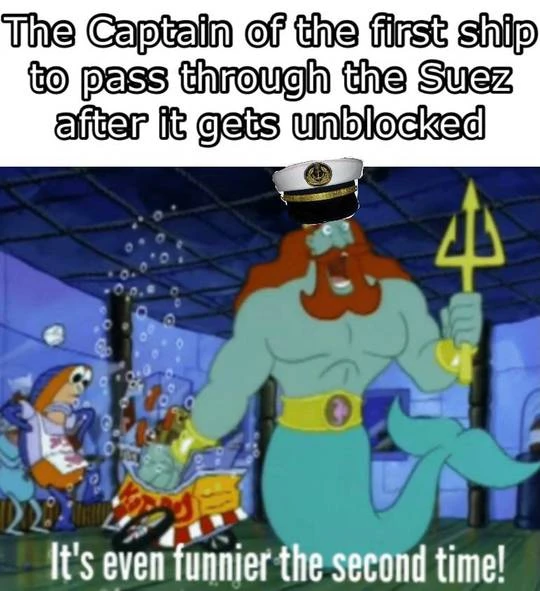 The Captain of the first ship
to pass through the Suez
after it gets unblocked
It's even funnier the second time!